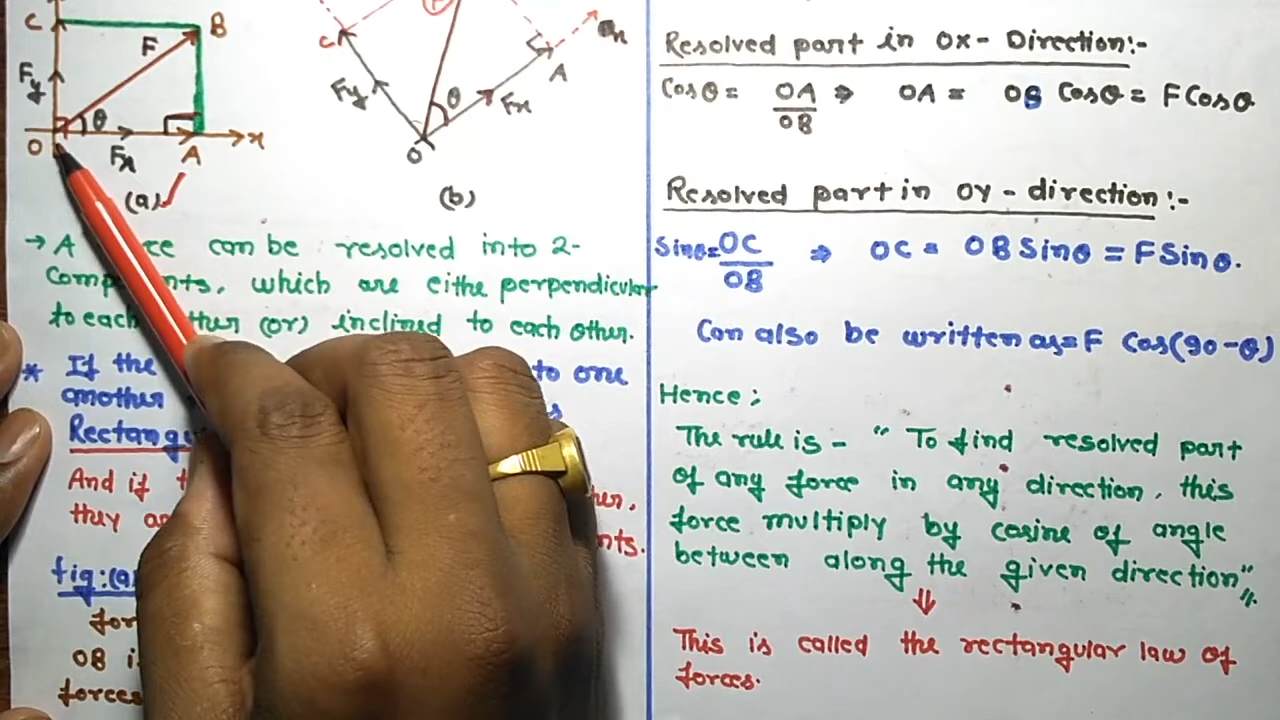 C
B
F
Fy
θ
O
Fx
A
x
(a)
C
Fy
θ
Fx
A
O
(b)
→ A can be resolved into 2-
which are eithe perpendicular
to each (or) inclined to each other.
* If the to one
another
And if
they
fig:(a)
OB
forces
Resolved part in OX- Direction:-
Cosθ = OA/OB ⇒ OA = OB Cosθ = F Cosθ
Resolved part in OY - direction:-
Sinθ = OC/OB ⇒ OC = OB Sinθ = F Sinθ.
Can also be written as = F Cos(90-θ)
Hence;
The rule is - " To find resolved part
of any force in any direction, this
force multiply by cosine of angle
between along the given direction"
⇓
This is called the rectangular law of
forces.